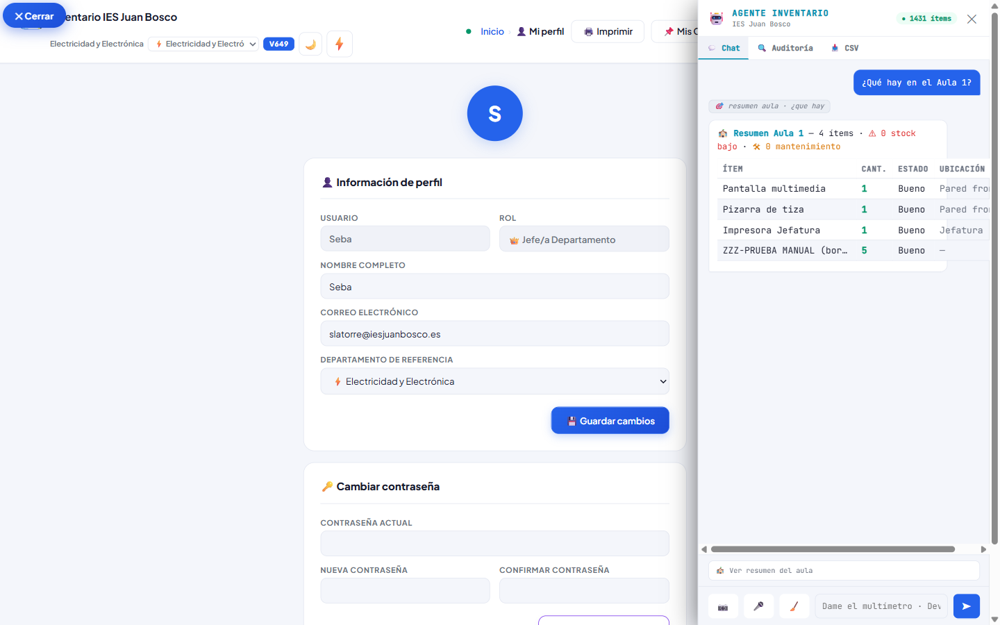 Cerrar
entario IES Juan Bosco
Electricidad y Electrónica
Electricidad y Electró
V649
Inicio
Mi perfil
Imprimir
Mis C
S
Información de perfil
USUARIO
ROL
Seba
Jefe/a Departamento
NOMBRE COMPLETO
Seba
CORREO ELECTRÓNICO
slatorre@iesjuanbosco.es
DEPARTAMENTO DE REFERENCIA
Electricidad y Electrónica
Guardar cambios
Cambiar contraseña
CONTRASEÑA ACTUAL
NUEVA CONTRASEÑA
CONFIRMAR CONTRASEÑA
AGENTE INVENTARIO
IES Juan Bosco
1431 ítems
Chat
Auditoría
CSV
¿Qué hay en el Aula 1?
resumen aula · ¿que hay
Resumen Aula 1 — 4 ítems · ⚠ 0 stock
bajo · 🛠 0 mantenimiento
ÍTEM CANT. ESTADO UBICACIÓN
Pantalla multimedia 1 Bueno Pared fro
Pizarra de tiza 1 Bueno Pared fro
Impresora Jefatura 1 Bueno Jefatura
ZZZ-PRUEBA MANUAL (bor… 5 Bueno —
Ver resumen del aula
Dame el multímetro · Dev